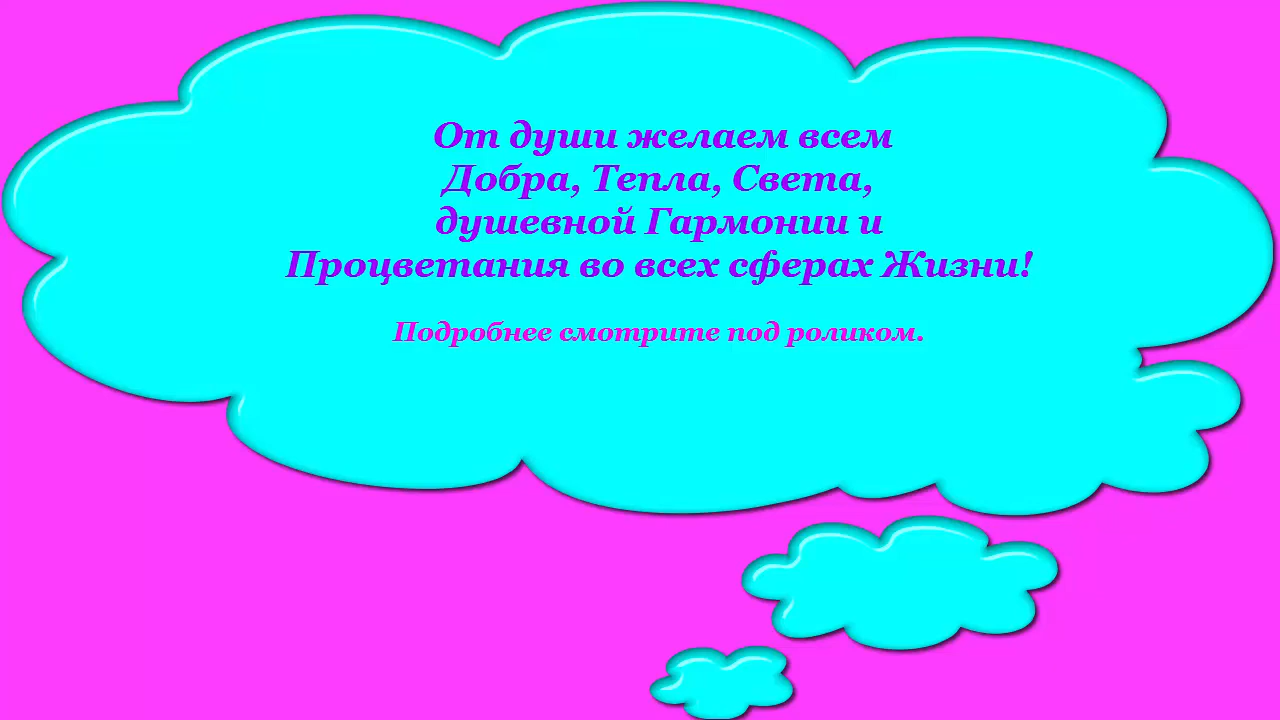 От души желаем всем
Добра, Тепла, Света,
душевной Гармонии и
Процветания во всех сферах Жизни!
Подробнее смотрите под роликом.